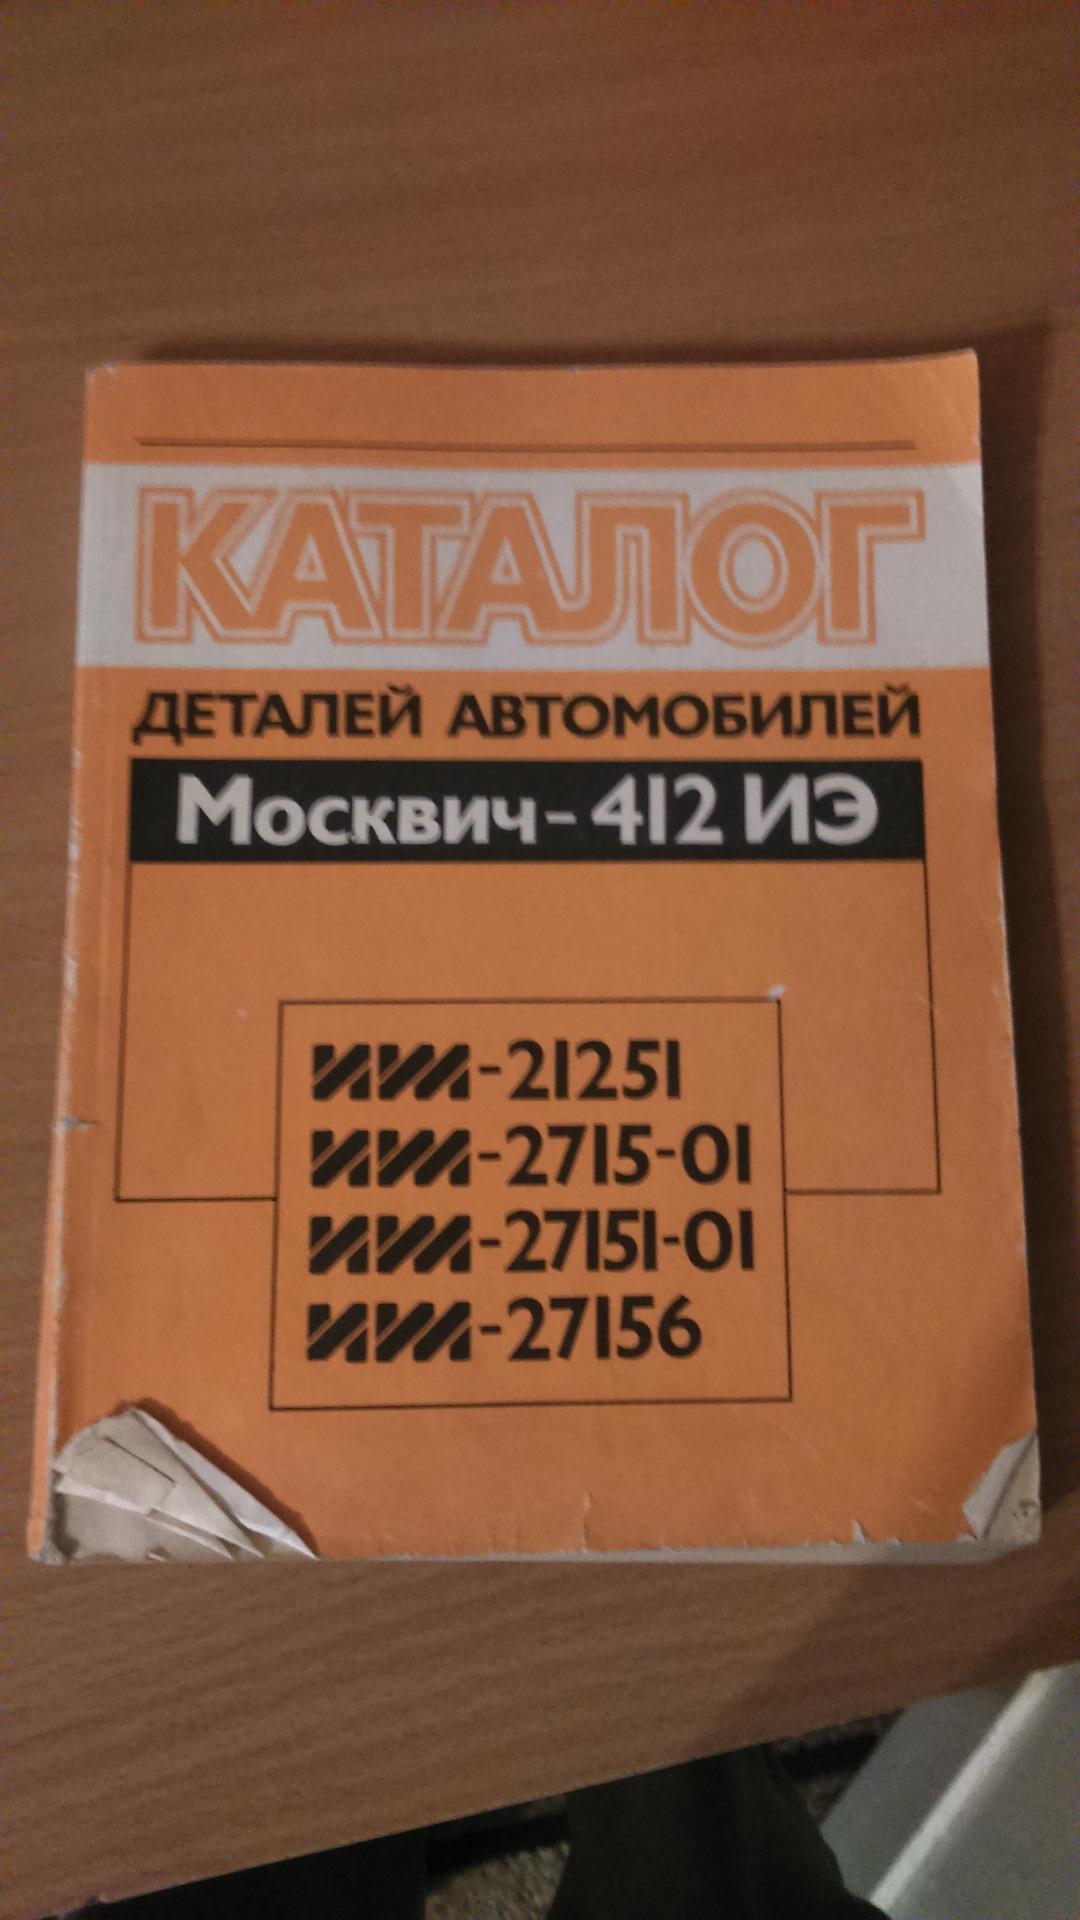 КАТАЛОГ
ДЕТАЛЕЙ АВТОМОБИЛЕЙ
Москвич-412 ИЭ
ИЖ-21251
ИЖ-2715-01
ИЖ-27151-01
ИЖ-27156